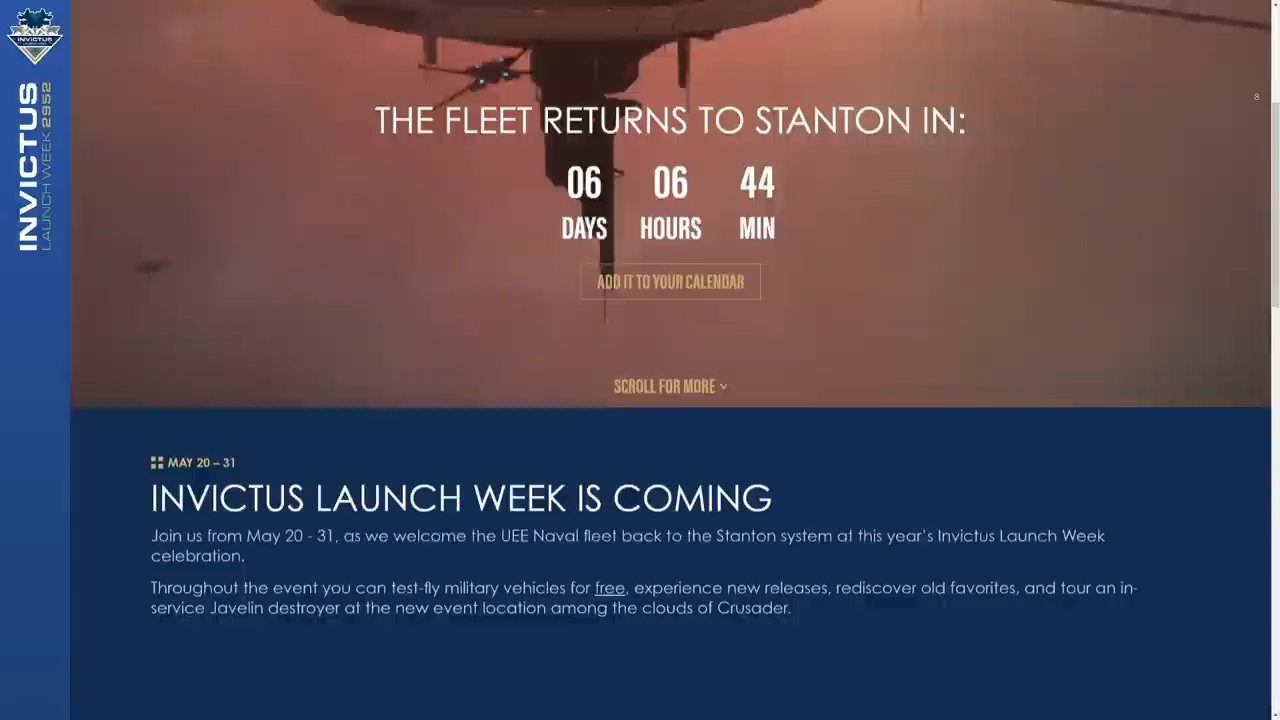 INVICTUS
INVICTUS
LAUNCH WEEK 2952
THE FLEET RETURNS TO STANTON IN:
06 06 44
DAYS HOURS MIN
ADD IT TO YOUR CALENDAR
SCROLL FOR MORE
8
MAY 20 – 31
INVICTUS LAUNCH WEEK IS COMING
Join us from May 20 - 31, as we welcome the UEE Naval fleet back to the Stanton system at this year's Invictus Launch Week
celebration.
Throughout the event you can test-fly military vehicles for free, experience new releases, rediscover old favorites, and tour an in-
service Javelin destroyer at the new event location among the clouds of Crusader.